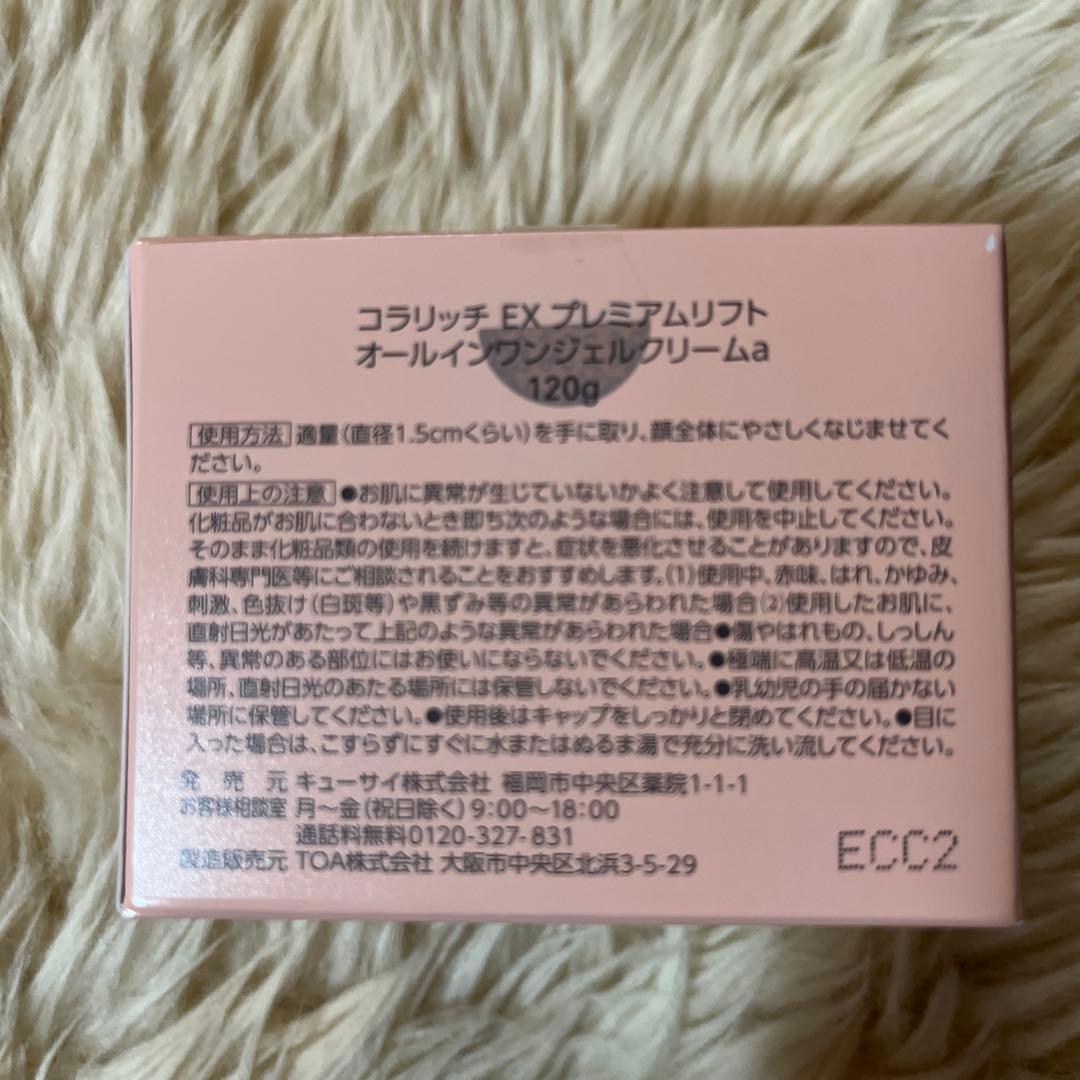 コラリッチ EX プレミアムリフト
オールインワンジェルクリームa
120g
使用方法 適量(直径1.5cmくらい)を手に取り、顔全体にやさしくなじませてく
ださい。
使用上の注意 ●お肌に異常が生じていないかよく注意して使用してください。
化粧品がお肌に合わないとき即ち次のような場合には、使用を中止してください。
そのまま化粧品類の使用を続けますと、症状を悪化させることがありますので、皮
膚科専門医等にご相談されることをおすすめします。(1)使用中、赤味、はれ、かゆみ、
刺激、色抜け(白斑等)や黒ずみ等の異常があらわれた場合(2)使用したお肌に、
直射日光があたって上記のような異常があらわれた場合●傷やはれもの、しっしん
等、異常のある部位にはお使いにならないでください。●極端に高温又は低温の
場所、直射日光のあたる場所には保管しないでください。●乳幼児の手の届かない
場所に保管してください。●使用後はキャップをしっかりと閉めてください。●目に
入った場合は、こすらずにすぐに水またはぬるま湯で充分に洗い流してください。
発売元 キューサイ株式会社 福岡市中央区薬院1-1-1
お客様相談室 月～金(祝日除く)9:00～18:00
通話料無料0120-327-831
製造販売元 TOA株式会社 大阪市中央区北浜3-5-29
ECC2